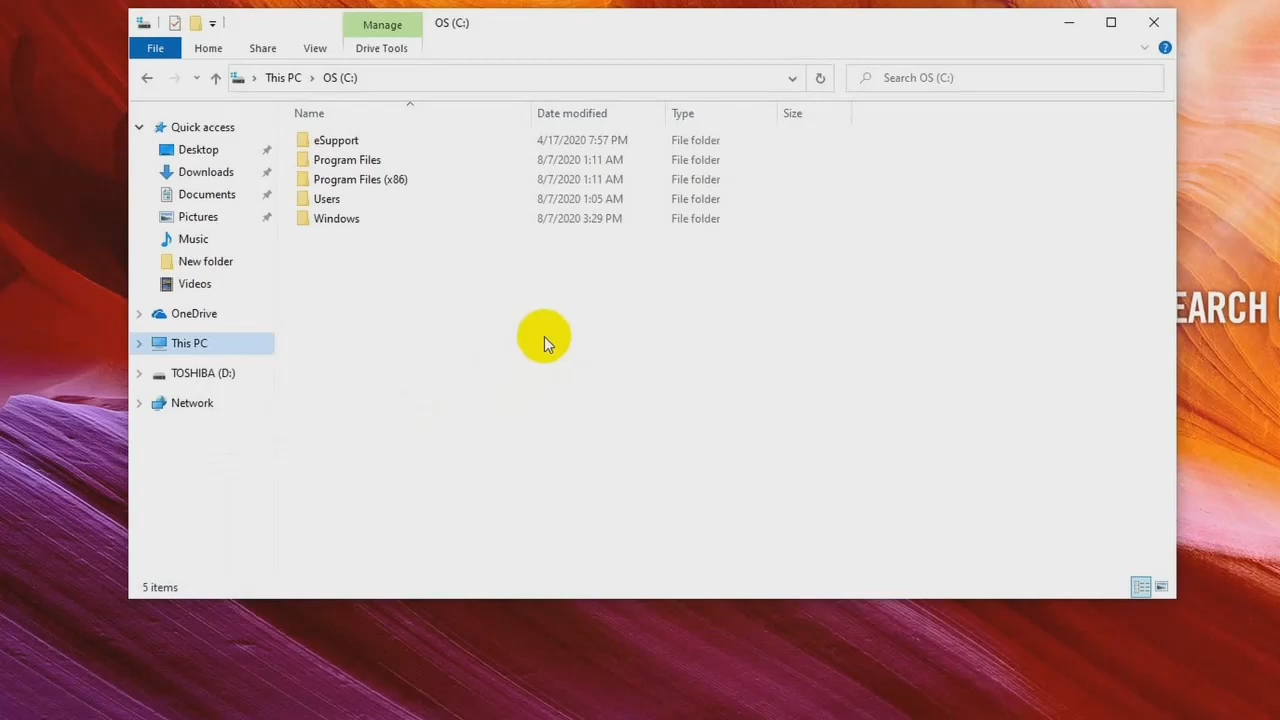 Manage
OS (C:)
File
Home
Share
View
Drive Tools
This PC
OS (C:)
Search OS (C:)
Name
Date modified
Type
Size
Quick access
Desktop
Downloads
Documents
Pictures
Music
New folder
Videos
OneDrive
This PC
TOSHIBA (D:)
Network
eSupport 4/17/2020 7:57 PM File folder
Program Files 8/7/2020 1:11 AM File folder
Program Files (x86) 8/7/2020 1:11 AM File folder
Users 8/7/2020 1:05 AM File folder
Windows 8/7/2020 3:29 PM File folder
EARCH
5 items